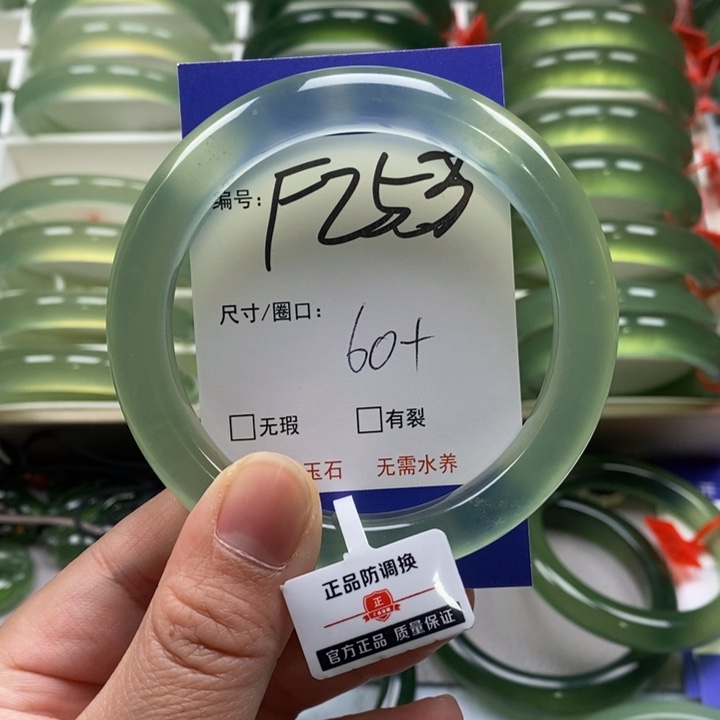 编号: F253
尺寸/圈口: 60+
□无瑕 □有裂
玉石 无需水养
正品防调换
正
官方正品 质量保证